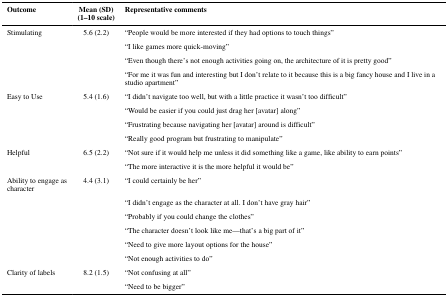 Outcome Mean (SD) Representative comments
(1–10 scale)
Stimulating 5.6 (2.2) “People would be more interested if they had options to touch things”
“I like games more quick-moving”
“Even though there’s not enough activities going on, the architecture of it is pretty good”
“For me it was fun and interesting but I don’t relate to it because this is a big fancy house and I live in a
studio apartment”
Easy to Use 5.4 (1.6) “I didn’t navigate too well, but with a little practice it wasn’t too difficult”
“Would be easier if you could just drag her [avatar] along”
“Frustrating because navigating her [avatar] around is difficult”
“Really good program but frustrating to manipulate”
Helpful 6.5 (2.2) “Not sure if it would help me unless it did something like a game, like ability to earn points”
“The more interactive it is the more helpful it would be”
Ability to engage as 4.4 (3.1) “I could certainly be her”
character
“I didn’t engage as the character at all. I don’t have gray hair”
“Probably if you could change the clothes”
“The character doesn’t look like me—that’s a big part of it”
“Need to give more layout options for the house”
“Not enough activities to do”
Clarity of labels 8.2 (1.5) “Not confusing at all”
“Need to be bigger”